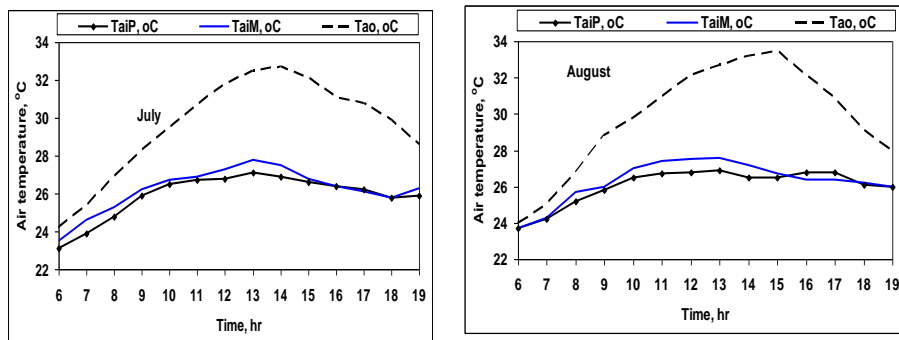 TaiP, oC TaiM, oC Tao, oC
34
32
30
28
26
24
22
Air temperature, °C
July
6 7 8 9 10 11 12 13 14 15 16 17 18 19
Time, hr
TaiP, oC TaiM, oC Tao, oC
34
32
30
28
26
24
22
Air temperature, °C
August
6 7 8 9 10 11 12 13 14 15 16 17 18 19
Time, hr